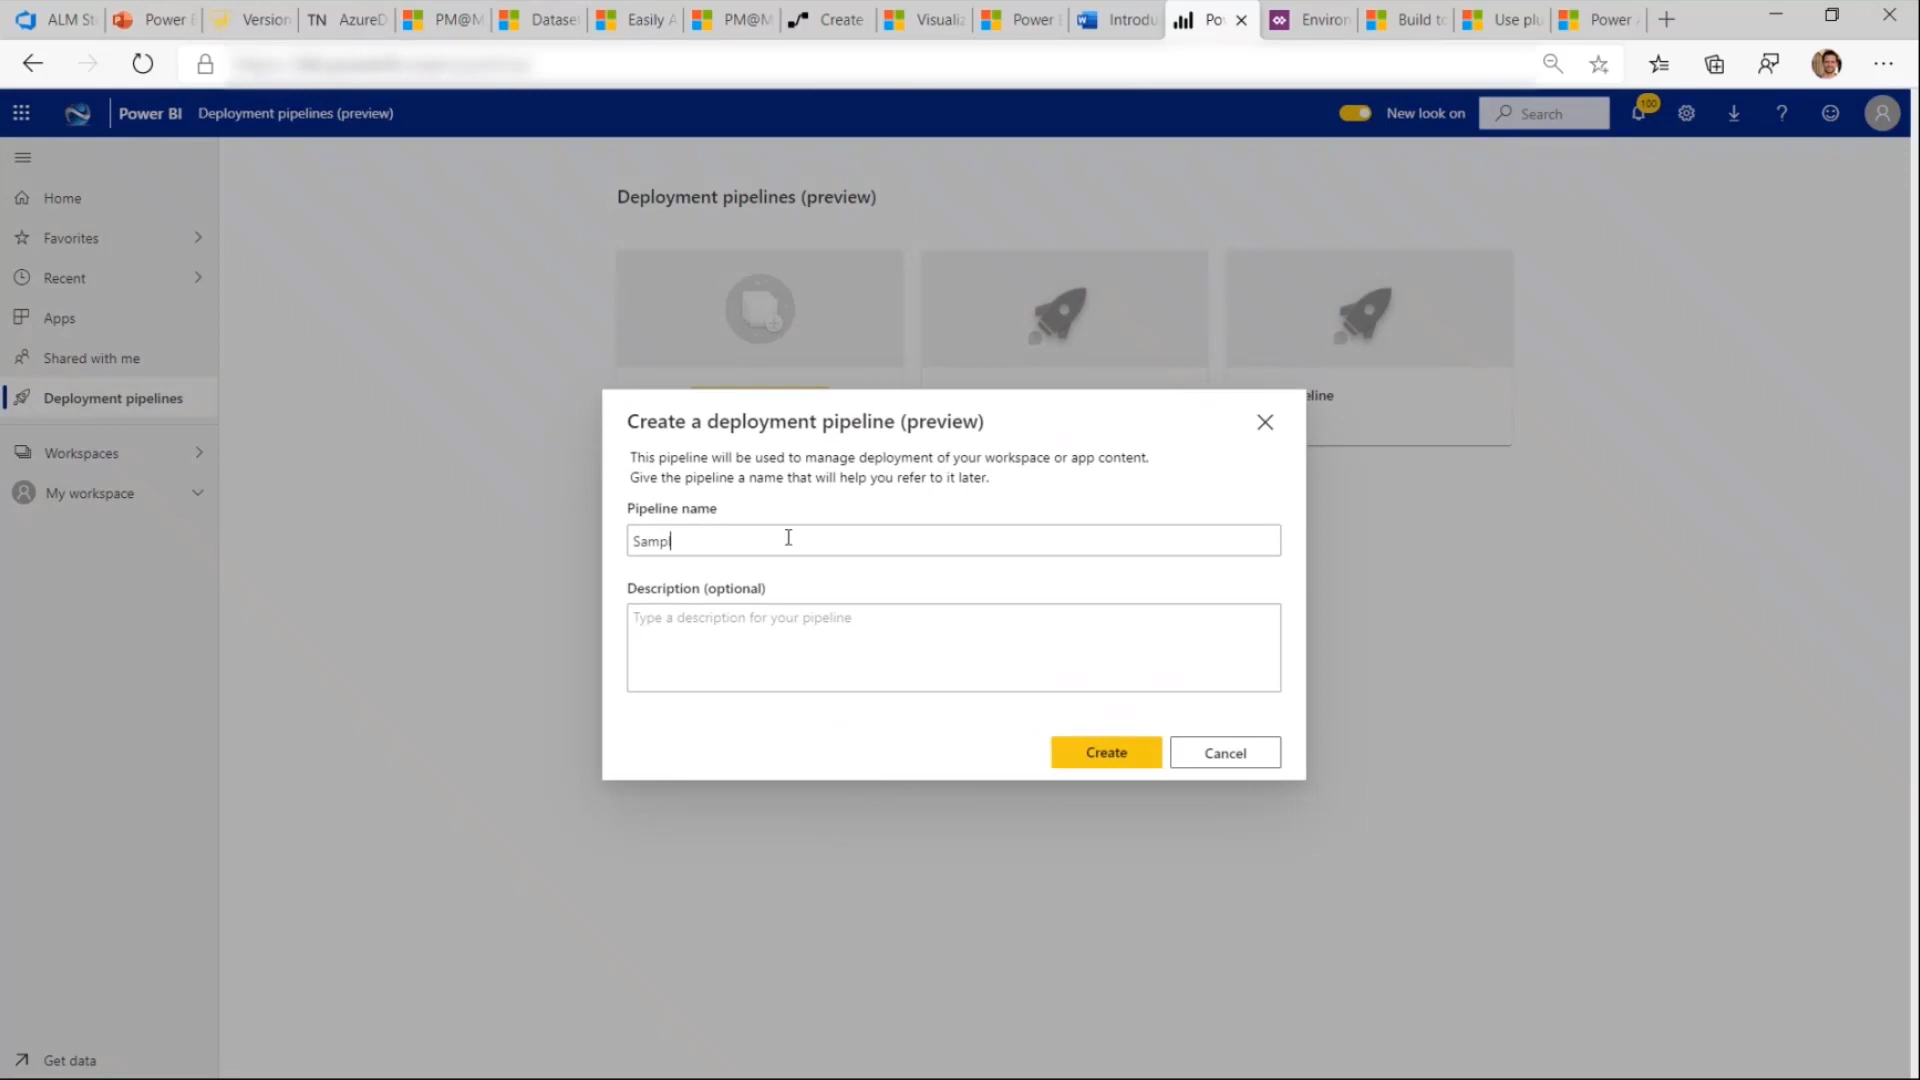 ALM St
Power B
Version
TN AzureD
PM@M
Datase
Easily A
PM@M
Create
Visualiz
Power B
Introdu
Po
Environ
Build to
Use plu
Power A
Power BI
Deployment pipelines (preview)
New look on
Search
100
Home
Favorites
Recent
Apps
Shared with me
Deployment pipelines
Workspaces
My workspace
Get data
Deployment pipelines (preview)
eline
Create a deployment pipeline (preview)
This pipeline will be used to manage deployment of your workspace or app content.
Give the pipeline a name that will help you refer to it later.
Pipeline name
Sampl
Description (optional)
Type a description for your pipeline
Create
Cancel